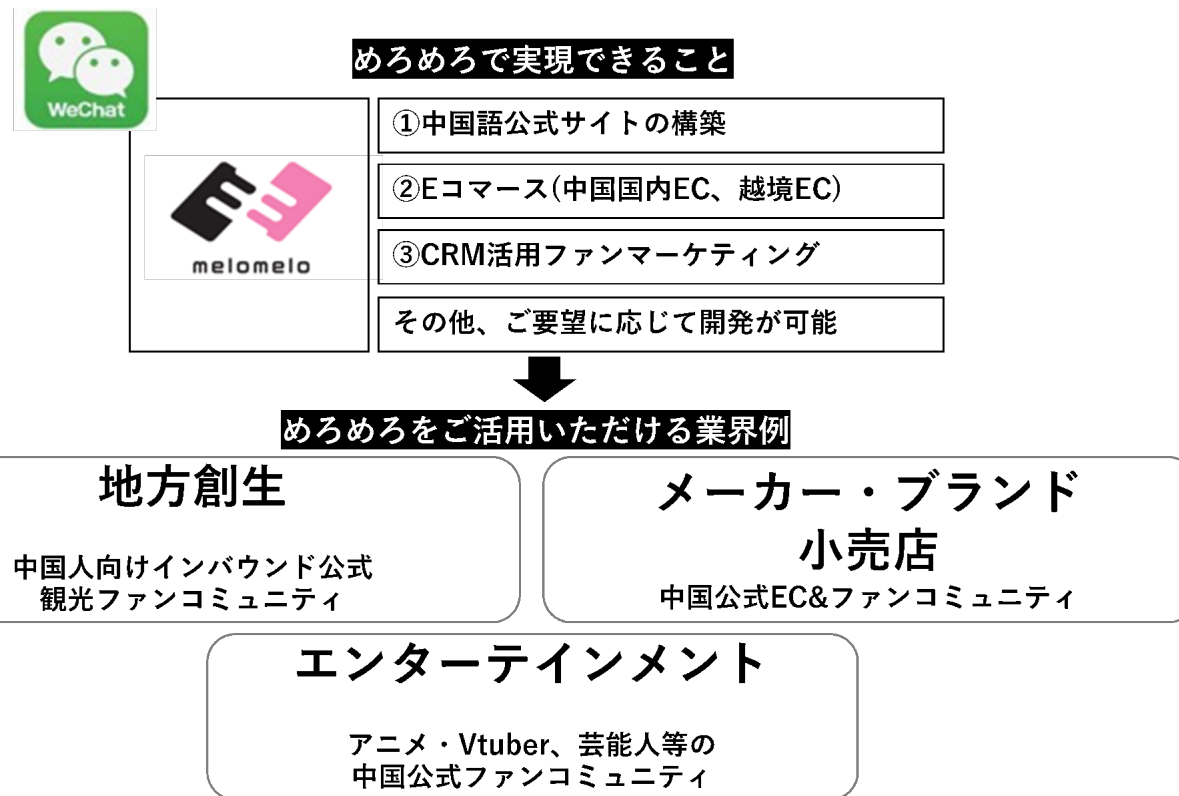 WeChat
めろめろで実現できること
melomelo
①中国語公式サイトの構築
②Eコマース(中国国内EC、越境EC)
③CRM活用ファンマーケティング
その他、ご要望に応じて開発が可能
めろめろをご活用いただける業界例
地方創生
中国人向けインバウンド公式
観光ファンコミュニティ
メーカー・ブランド
小売店
中国公式EC&ファンコミュニティ
エンターテインメント
アニメ・Vtuber、芸能人等の
中国公式ファンコミュニティ